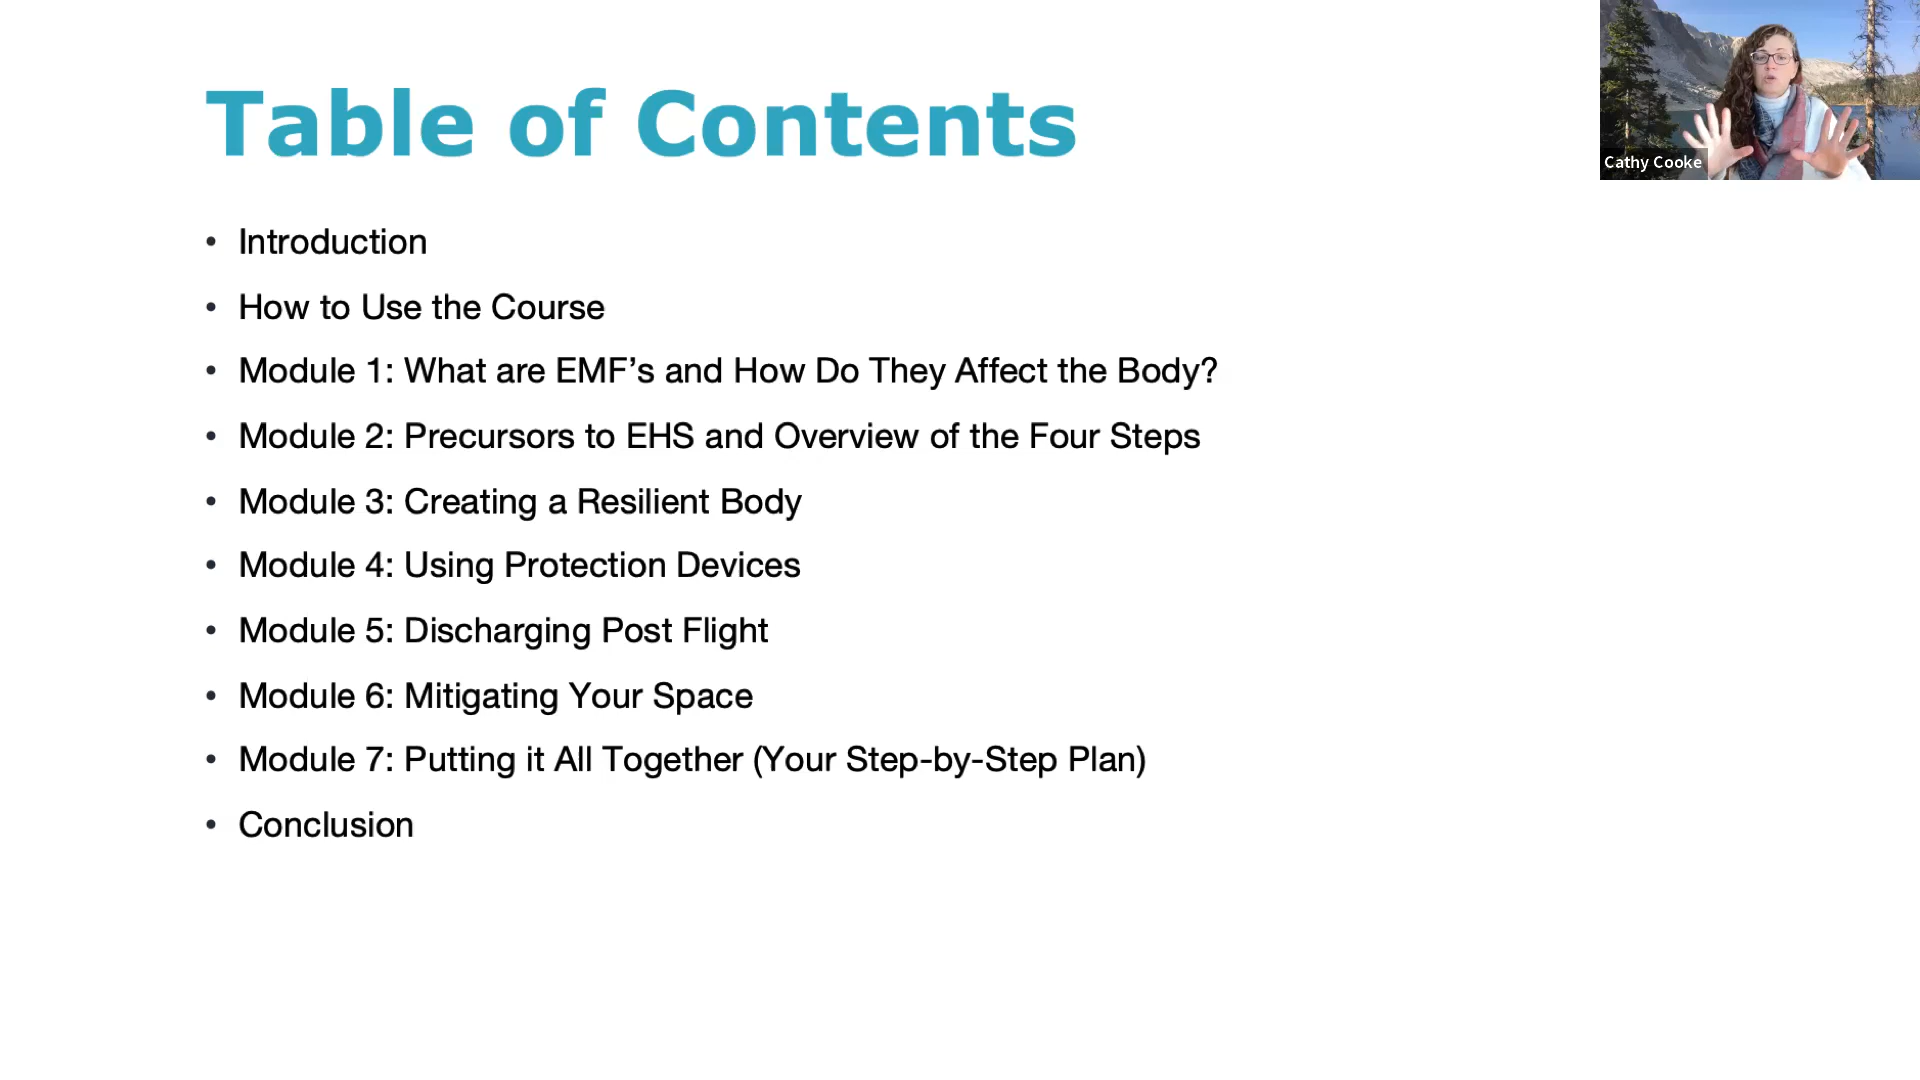 Table of Contents
Cathy Cooke
• Introduction
• How to Use the Course
• Module 1: What are EMF’s and How Do They Affect the Body?
• Module 2: Precursors to EHS and Overview of the Four Steps
• Module 3: Creating a Resilient Body
• Module 4: Using Protection Devices
• Module 5: Discharging Post Flight
• Module 6: Mitigating Your Space
• Module 7: Putting it All Together (Your Step-by-Step Plan)
• Conclusion